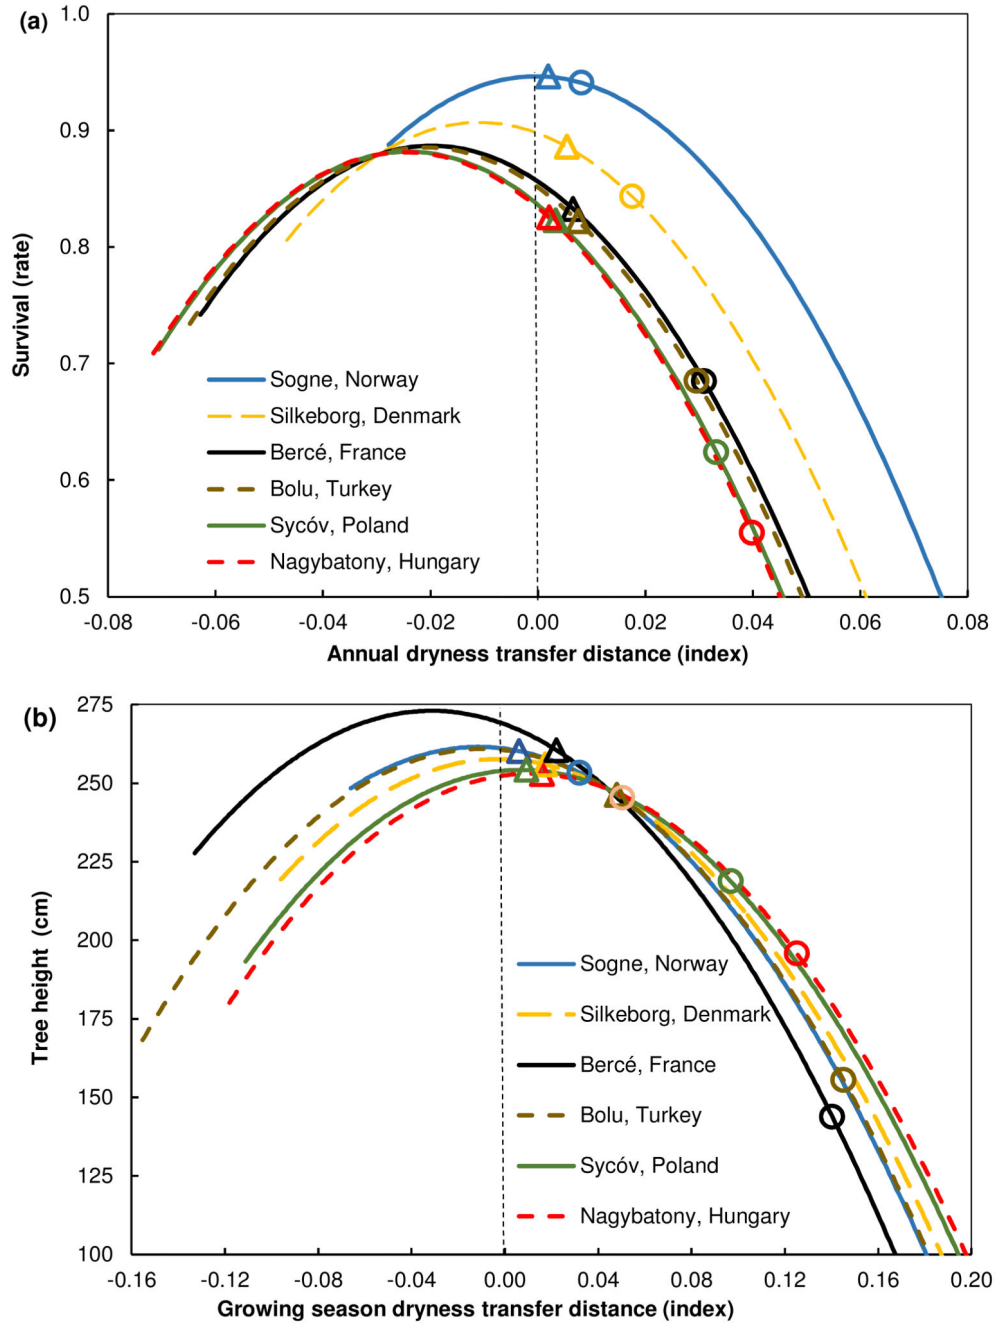 (a)
1.0
0.9
0.8
0.7
0.6
0.5
Survival (rate)
Sogne, Norway
Silkeborg, Denmark
Bercé, France
Bolu, Turkey
Sycóv, Poland
Nagybatony, Hungary
-0.08 -0.06 -0.04 -0.02 0.00 0.02 0.04 0.06 0.08
Annual dryness transfer distance (index)
(b)
275
250
225
200
175
150
125
100
Tree height (cm)
Sogne, Norway
Silkeborg, Denmark
Bercé, France
Bolu, Turkey
Sycóv, Poland
Nagybatony, Hungary
-0.16 -0.12 -0.08 -0.04 0.00 0.04 0.08 0.12 0.16 0.20
Growing season dryness transfer distance (index)